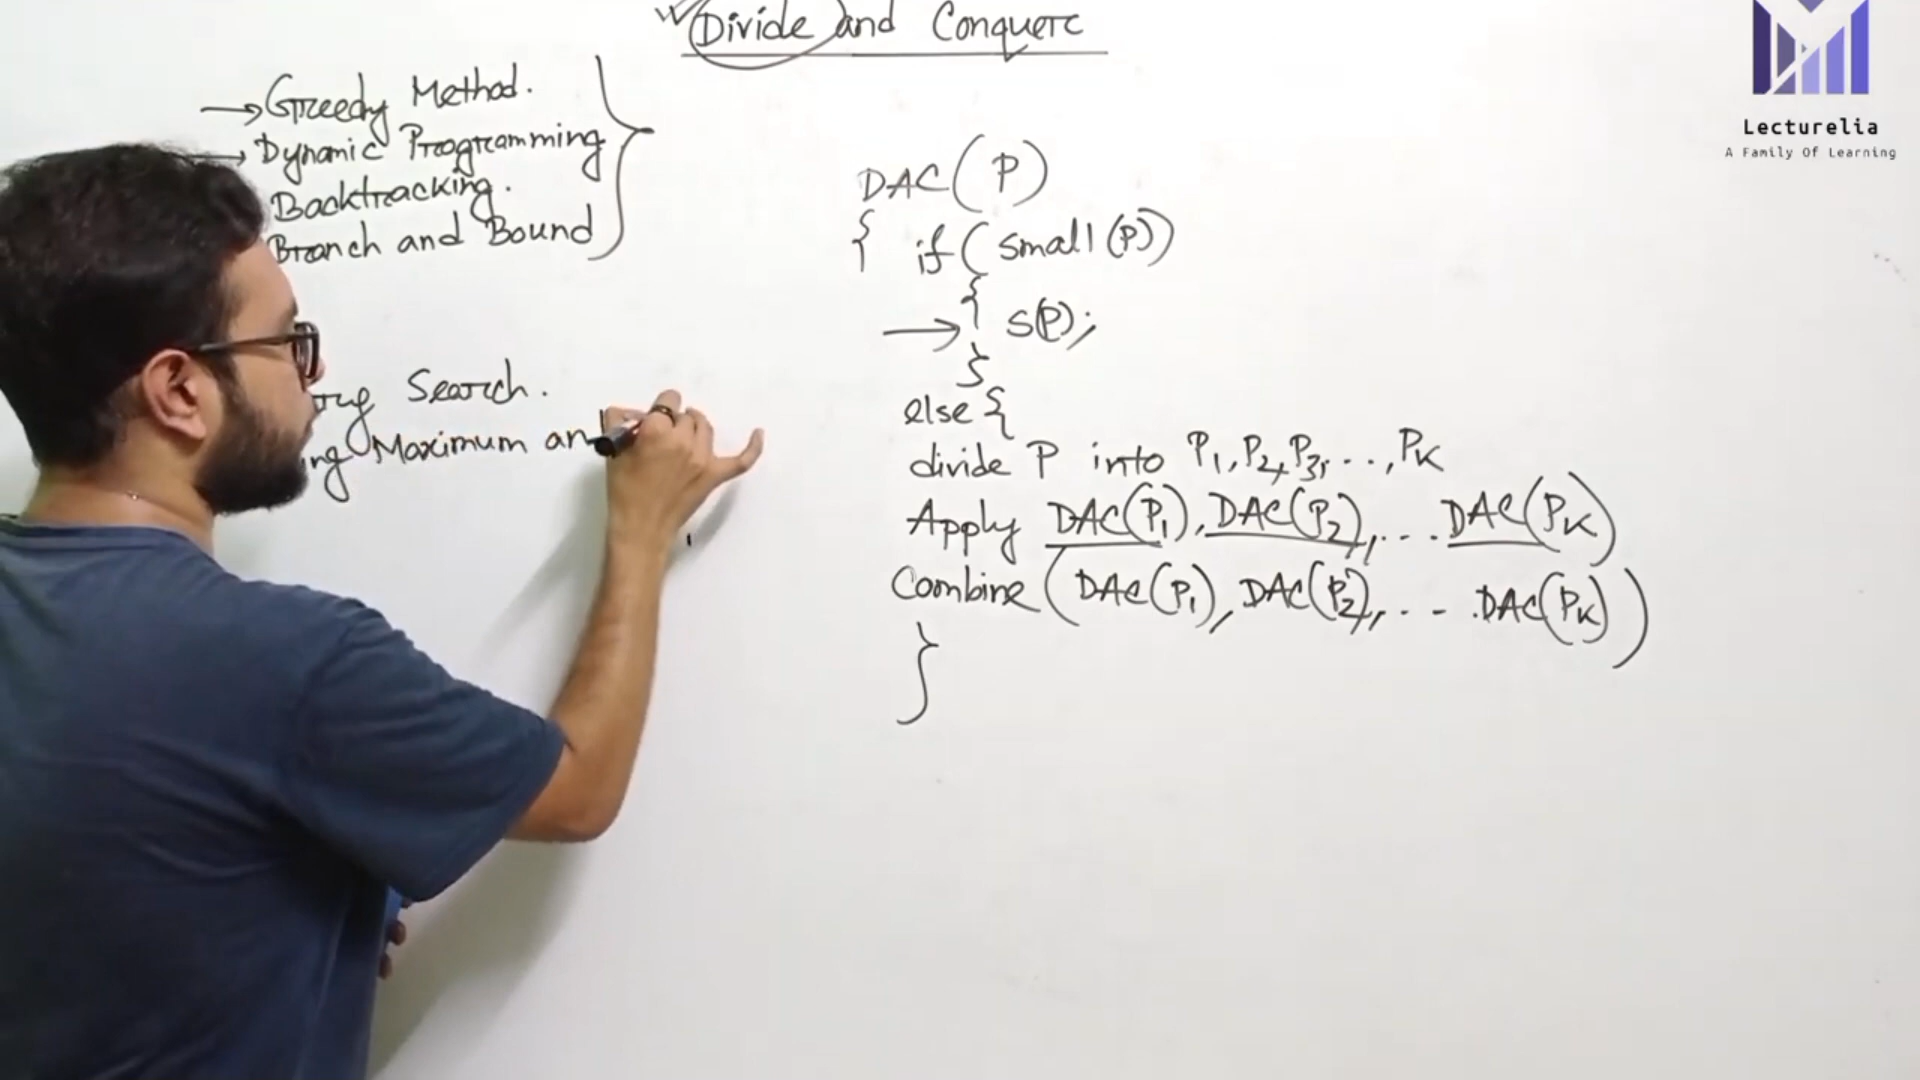 Divide and Conquer
→ Greedy Method.
→ Dynamic Programming
Backtracking.
Branch and Bound
Search.
Maximum and
DAC(P)
{ if (small(P))
{
→ S(P);
}
else {
divide P into P1, P2, P3, .., PK
Apply DAC(P1), DAC(P2), ... DAC(PK)
Combine (DAC(P1), DAC(P2), ... DAC(PK))
}
Lecturelia
A Family Of Learning